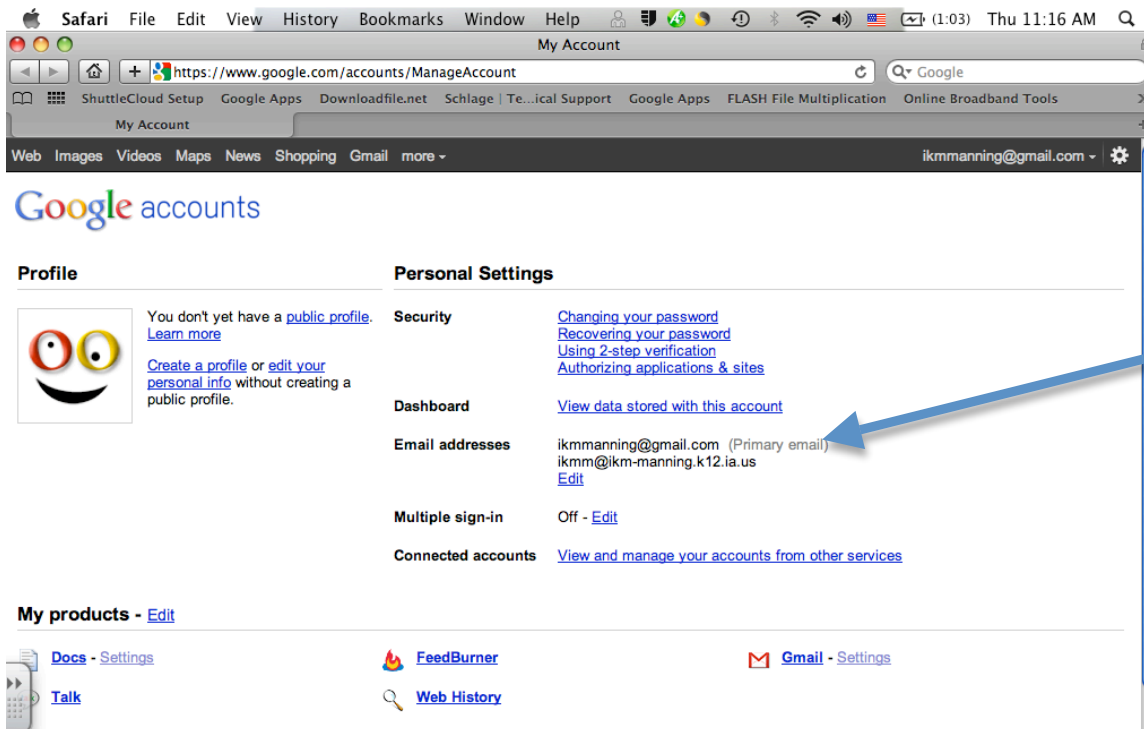 Safari File Edit View History Bookmarks Window Help (1:03) Thu 11:16 AM
My Account
https://www.google.com/accounts/ManageAccount Google
ShuttleCloud Setup Google Apps Downloadfile.net Schlage | Te...ical Support Google Apps FLASH File Multiplication Online Broadband Tools
My Account
Web Images Videos Maps News Shopping Gmail more ikmmanning@gmail.com
Google accounts
Profile
You don't yet have a public profile.
Learn more
Create a profile or edit your
personal info without creating a
public profile.
Personal Settings
Security
Changing your password
Recovering your password
Using 2-step verification
Authorizing applications & sites
Dashboard
View data stored with this account
Email addresses
ikmmanning@gmail.com (Primary email)
ikmm@ikm-manning.k12.ia.us
Edit
Multiple sign-in
Off - Edit
Connected accounts
View and manage your accounts from other services
My products - Edit
Docs - Settings
FeedBurner
Gmail - Settings
Talk
Web History